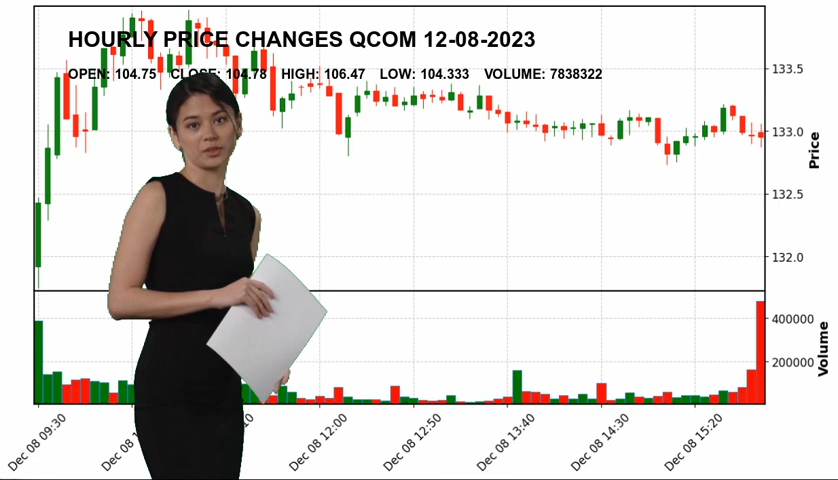 HOURLY PRICE CHANGES QCOM 12-08-2023
OPEN: 104.75 CLOSE: 104.78 HIGH: 106.47 LOW: 104.333 VOLUME: 7838322
133.5
133.0
132.5
132.0
Price
400000
200000
Volume
Dec 08 09:30
Dec 08
Dec 08 12:00
Dec 08 12:50
Dec 08 13:40
Dec 08 14:30
Dec 08 15:20